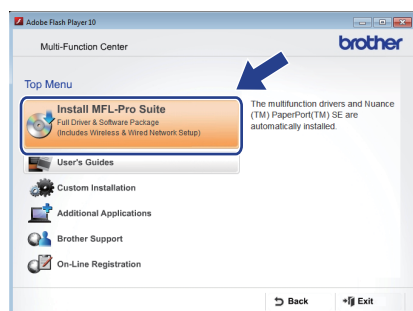 Adobe Flash Player 10
Multi-Function Center
brother
Top Menu
Install MFL-Pro Suite
Full Driver & Software Package
(Includes Wireless & Wired Network Setup)
The multifunction drivers and Nuance
(TM) PaperPort(TM) SE are
automatically installed.
User's Guides
Custom Installation
Additional Applications
Brother Support
On-Line Registration
Back
Exit